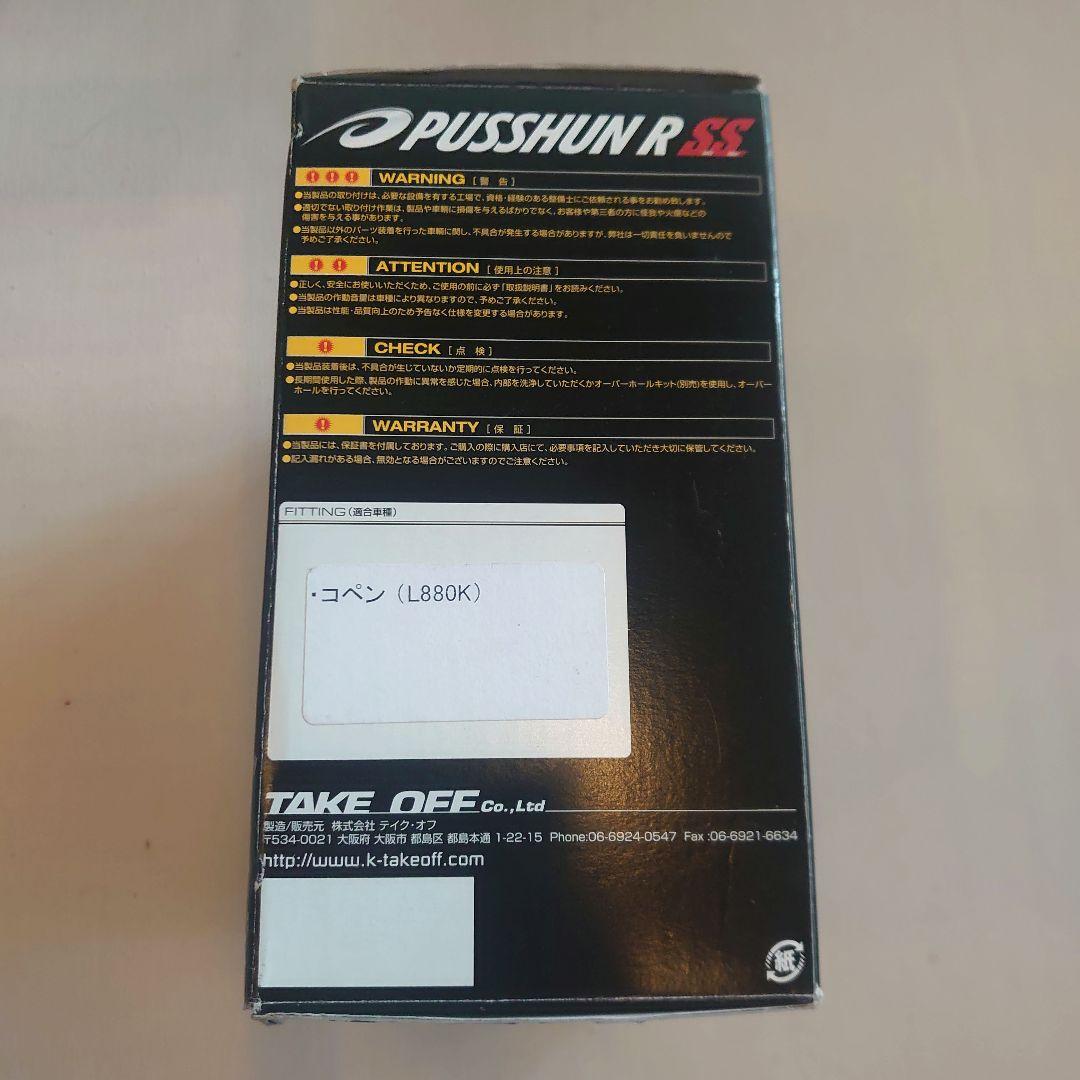 PUSSHUN R SS
WARNING [警 告]
●当製品の取り付けは、必要な設備を有する工場で、資格・経験のある整備士にご依頼される事をお勧め致します。
●適切でない取り付け作業は、製品や車輌に損傷を与えるばかりでなく、お客様や第三者の方に怪我や火傷などの
傷害を与える事があります。
●当製品以外のパーツ装着を行った車輌に関し、不具合が発生する場合がありますが、弊社は一切責任を負いませんので
予めご了承ください。
ATTENTION [使用上の注意]
●正しく、安全にお使いいただくため、ご使用の前に必ず「取扱説明書」をお読みください。
●当製品の作動音量は車種により異なりますので、予めご了承ください。
●当製品は性能・品質向上のため予告なく仕様を変更する場合があります。
CHECK [点 検]
●当製品装着後は、不具合が生じていないか定期的に点検を行ってください。
●長期間使用した際、製品の作動に異常を感じた場合、内部を洗浄していただくかオーバーホールキット(別売)を使用し、オーバー
ホールを行ってください。
WARRANTY [保 証]
●当製品には、保証書を付属しております。ご購入の際に購入店にて、必要事項を記入していただき大切に保管してください。
●記入漏れがある場合、無効となる場合がございますのでご注意ください。
FITTING(適合車種)
・コペン（L880K）
TAKE OFF Co.,Ltd
製造/販売元 株式会社 テイク・オフ
〒534-0021 大阪府 大阪市 都島区 都島本通 1-22-15 Phone:06-6924-0547 Fax:06-6921-6634
http://www.k-takeoff.com
紙